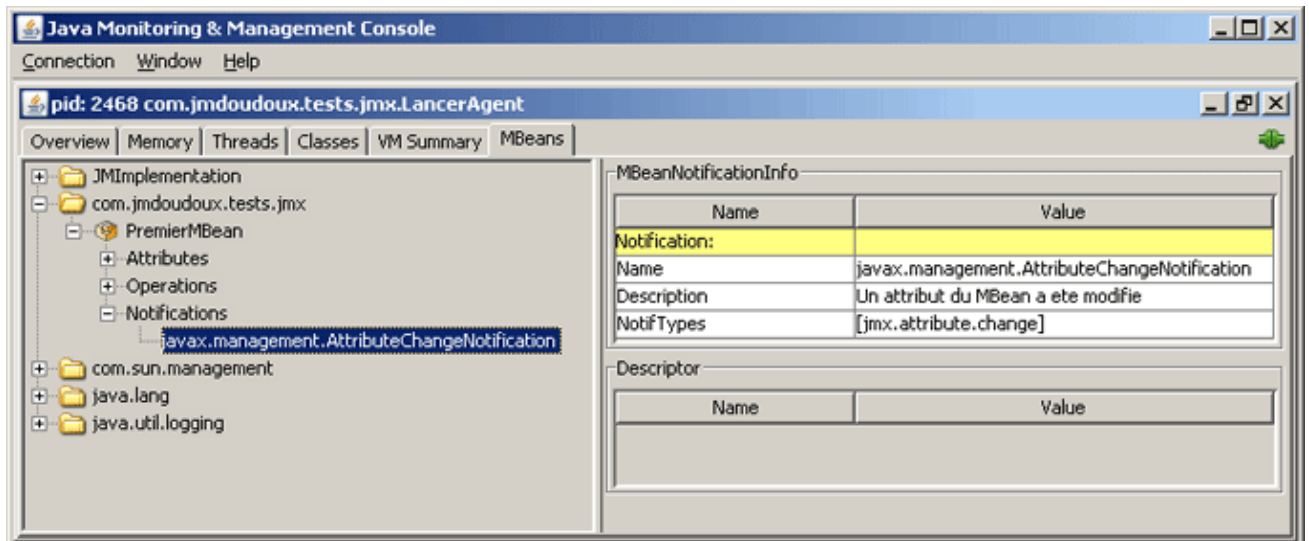 Java Monitoring & Management Console
Connection Window Help
pid: 2468 com.jmdoudoux.tests.jmx.LancerAgent
Overview Memory Threads Classes VM Summary MBeans
JMImplementation
com.jmdoudoux.tests.jmx
PremierMBean
Attributes
Operations
Notifications
javax.management.AttributeChangeNotification
com.sun.management
java.lang
java.util.logging
MBeanNotificationInfo
Name Value
Notification:
Name javax.management.AttributeChangeNotification
Description Un attribut du MBean a ete modifie
NotifTypes [jmx.attribute.change]
Descriptor
Name Value